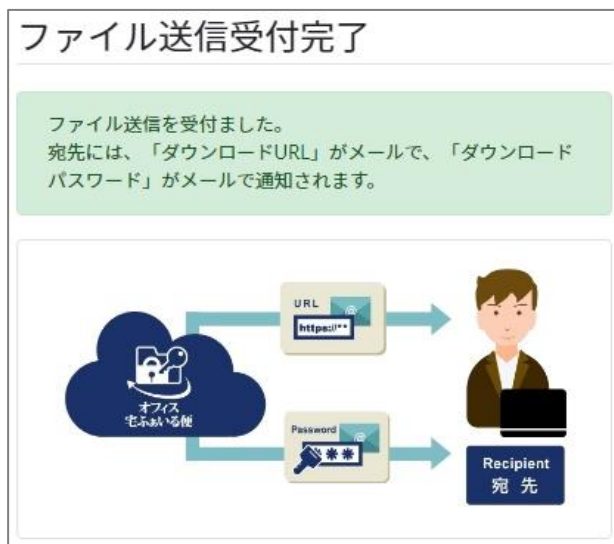 ファイル送信受付完了
ファイル送信を受付ました。
宛先には、「ダウンロードURL」がメールで、「ダウンロード
パスワード」がメールで通知されます。
URL
@
https://**
オフィス
宅ふぁいる便
Password
@
***
Recipient
宛 先